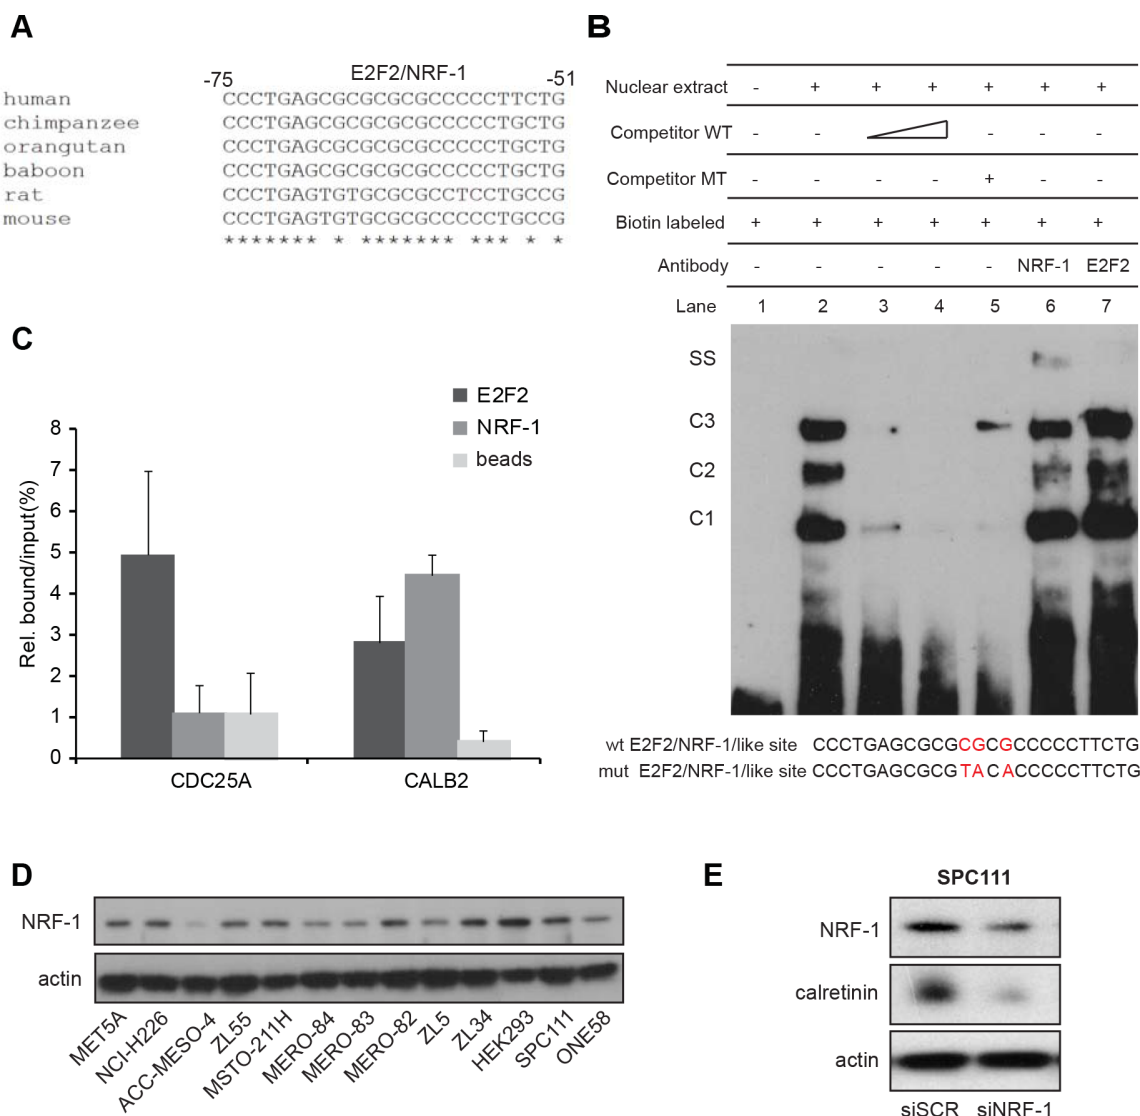 A
-75 E2F2/NRF-1 -51
human CCCTGAGCGCGCGCGCCCCCTTCTG
chimpanzee CCCTGAGCGCGCGCGCCCCCTGCTG
orangutan CCCTGAGCGCGCGCGCCCCCTGCTG
baboon CCCTGAGCGCGCGCGCCCCCTGCTG
rat CCCTGAGTGTGCGCGCCTCCTGCCG
mouse CCCTGAGTGTGCGCGCCCCCTGCCG
******* * ******* *** * *
B
Nuclear extract - + + + + + +
Competitor WT - - - - -
Competitor MT - - - - + - -
Biotin labeled + + + + + + +
Antibody - - - - - NRF-1 E2F2
Lane 1 2 3 4 5 6 7
SS
C3
C2
C1
wt E2F2/NRF-1/like site CCCTGAGCGCGCGCGCCCCCTTCTG
mut E2F2/NRF-1/like site CCCTGAGCGCGTACACCCCCTTCTG
C
E2F2
NRF-1
beads
Rel. bound/input(%)
8
7
6
5
4
3
2
1
0
CDC25A CALB2
D
NRF-1
actin
MET5A NCI-H226 ACC-MESO-4 ZL55 MSTO-211H MERO-84 MERO-83 MERO-82 ZL5 ZL34 HEK293 SPC111 ONE58
E
SPC111
NRF-1
calretinin
actin
siSCR siNRF-1